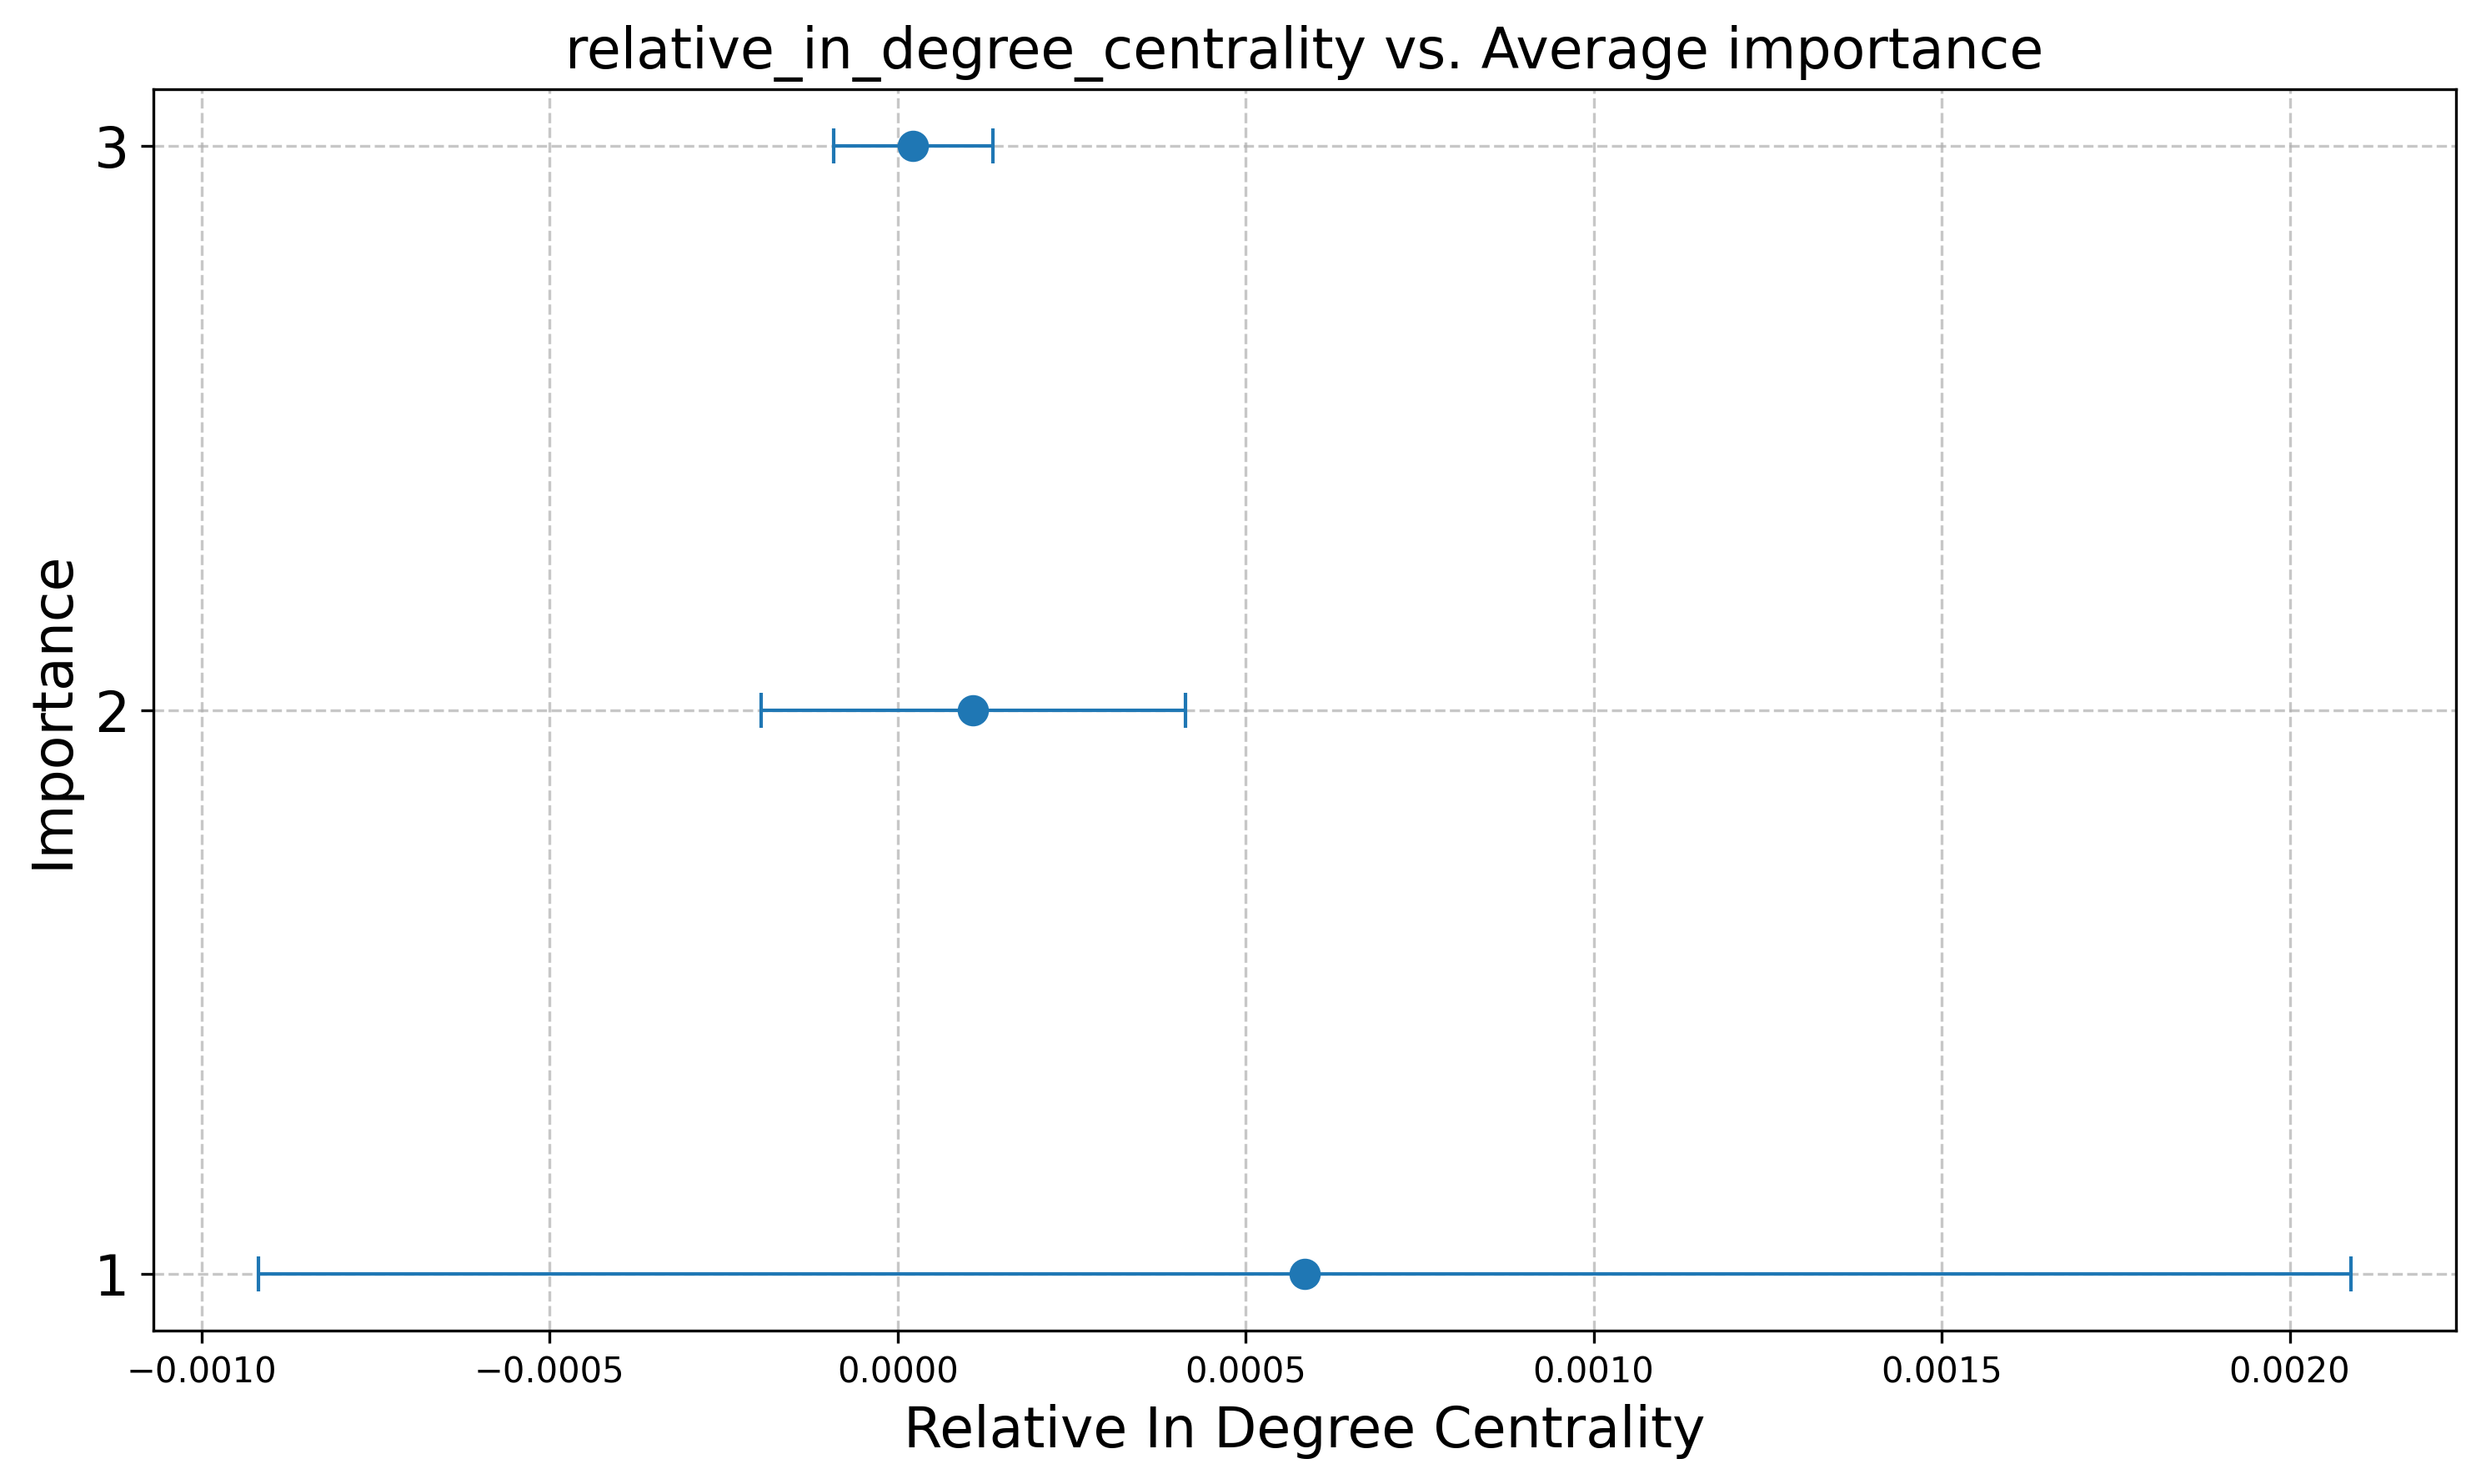 relative_in_degree_centrality vs. Average importance
3
2
1
Importance
−0.0010 −0.0005 0.0000 0.0005 0.0010 0.0015 0.0020
Relative In Degree Centrality